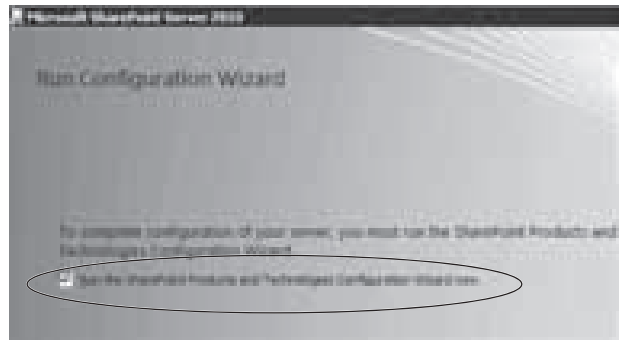 Microsoft SharePoint Server 2010
Run Configuration Wizard
To complete configuration of your server, you must run the SharePoint Products and
Technologies Configuration Wizard.
Run the SharePoint Products and Technologies Configuration Wizard now.